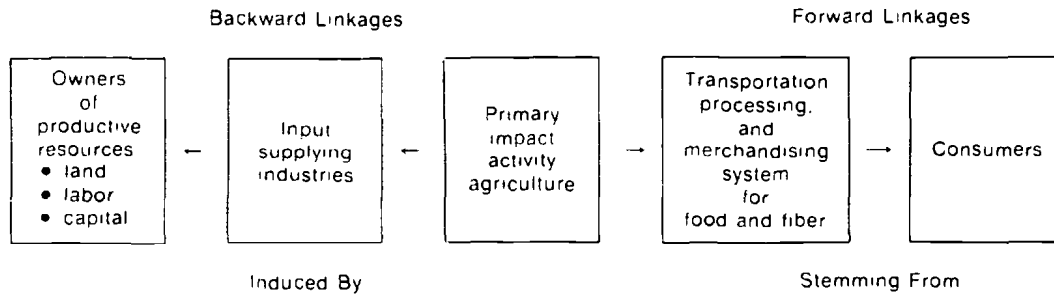 Backward Linkages
Forward Linkages
Owners
of
productive
resources
• land
• labor
• capital
←
Input
supplying
industries
←
Primary
impact
activity
agriculture
→
Transportation
processing,
and
merchandising
system
for
food and fiber
→
Consumers
Induced By
Stemming From